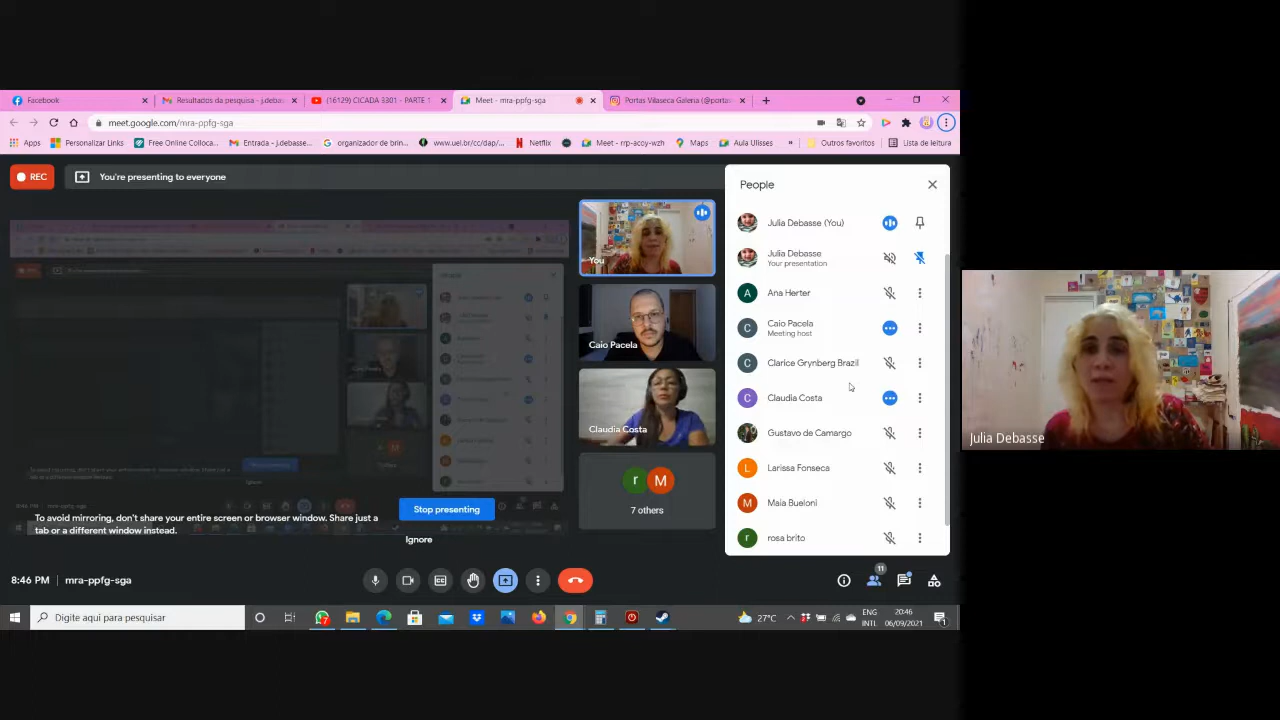 Facebook
Resultados da pesquisa - j.debas
(16129) CICADA 3301 - PARTE 1
Meet - mra-ppfg-sga
Portas Vilaseca Galeria (@portas
meet.google.com/mra-ppfg-sga
Apps
Personalizar Links
Free Online Colloca...
Entrada - j.debasse...
organizador de brin...
www.uel.br/cc/dap/...
Netflix
Meet - rrp-accy-wzh
Maps
Aula Ulisses
»
Outros favoritos
Lista de leitura
REC
You're presenting to everyone
You
Caio Pacela
Claudia Costa
r M
7 others
To avoid mirroring, don't share your entire screen or browser window. Share just a
tab or a different window instead.
Stop presenting
Ignore
People
Julia Debasse (You)
Julia Debasse
Your presentation
A Ana Herter
C Caio Pacela
Meeting host
C Clarice Grynberg Brazil
C Claudia Costa
Gustavo de Camargo
L Larissa Fonseca
M Maia Bueloni
r rosa brito
8:46 PM | mra-ppfg-sga
11
Digite aqui para pesquisar
27°C
ENG
INTL
20:46
06/09/2021
Julia Debasse